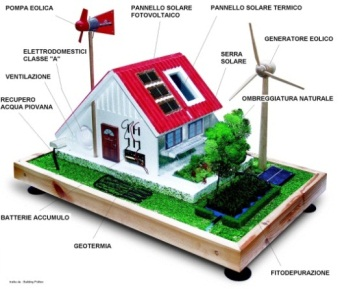 POMPA EOLICA
PANNELLO SOLARE
FOTOVOLTAICO
PANNELLO SOLARE TERMICO
GENERATORE EOLICO
ELETTRODOMESTICI
CLASSE "A"
SERRA
SOLARE
VENTILAZIONE
OMBREGGIATURA NATURALE
RECUPERO
ACQUA PIOVANA
BATTERIE ACCUMULO
GEOTERMIA
FITODEPURAZIONE